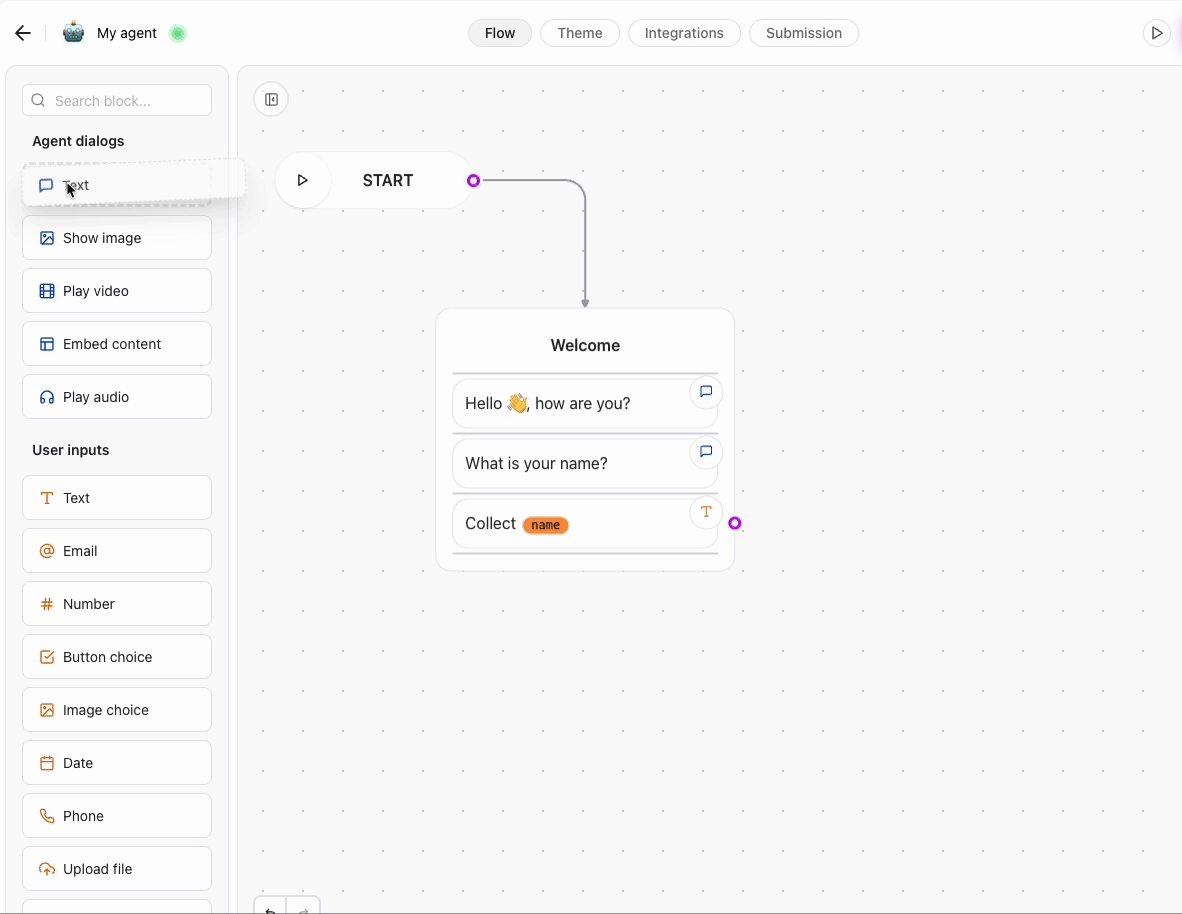 My agent
Flow
Theme
Integrations
Submission
Search block...
Agent dialogs
Text
Show image
Play video
Embed content
Play audio
User inputs
Text
Email
Number
Button choice
Image choice
Date
Phone
Upload file
START
Welcome
Hello 👋, how are you?
What is your name?
Collect name